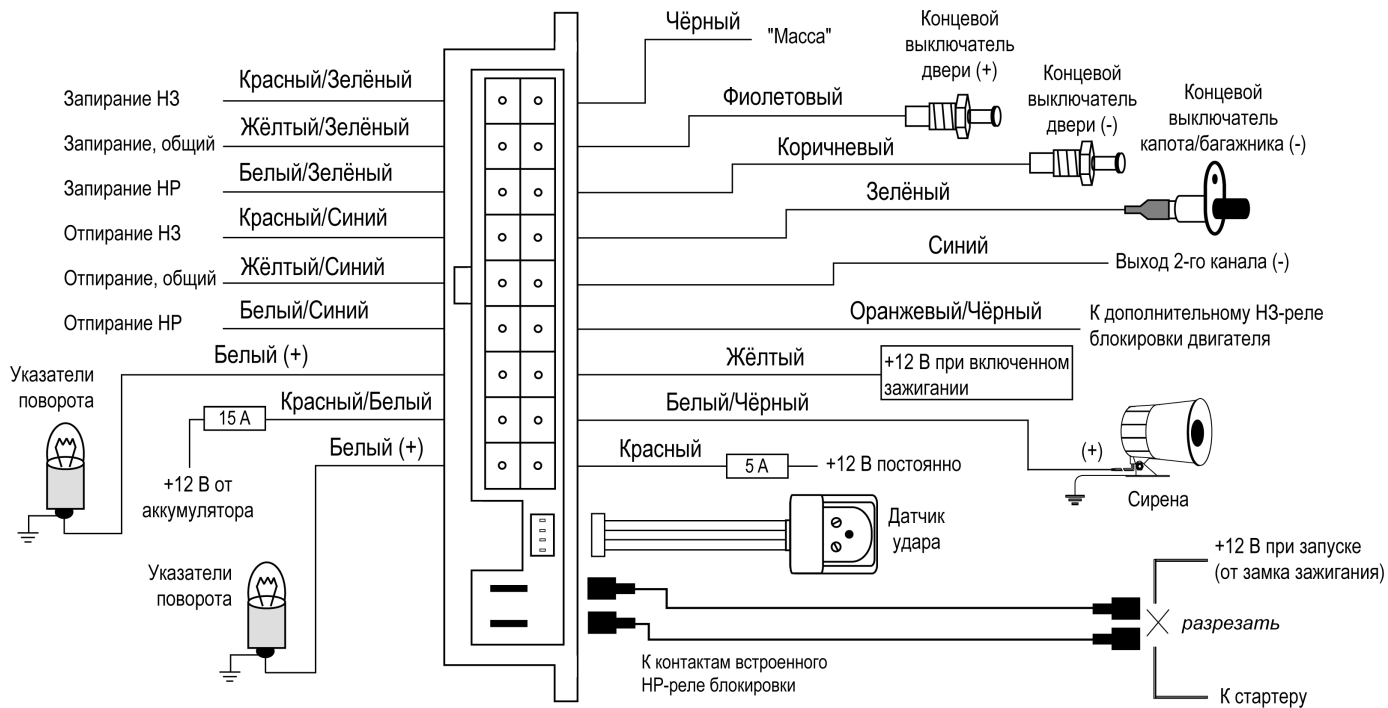 Чёрный
"Масса"
Концевой
выключатель
двери (+)
Концевой
выключатель
двери (-)
Концевой
выключатель
капота/багажника (-)
Запирание НЗ
Красный/Зелёный
Фиолетовый
Запирание, общий
Жёлтый/Зелёный
Коричневый
Запирание НР
Белый/Зелёный
Зелёный
Отпирание НЗ
Красный/Синий
Синий
Выход 2-го канала (-)
Отпирание, общий
Жёлтый/Синий
Оранжевый/Чёрный
К дополнительному НЗ-реле
блокировки двигателя
Отпирание НР
Белый/Синий
Белый (+)
Жёлтый
+12 В при включенном
зажигании
Указатели
поворота
15 А
Красный/Белый
Белый/Чёрный
Белый (+)
Красный
5 А
+12 В постоянно
(+)
Сирена
+12 В от
аккумулятора
Датчик
удара
Указатели
поворота
+12 В при запуске
(от замка зажигания)
разрезать
К контактам встроенного
НР-реле блокировки
К стартеру